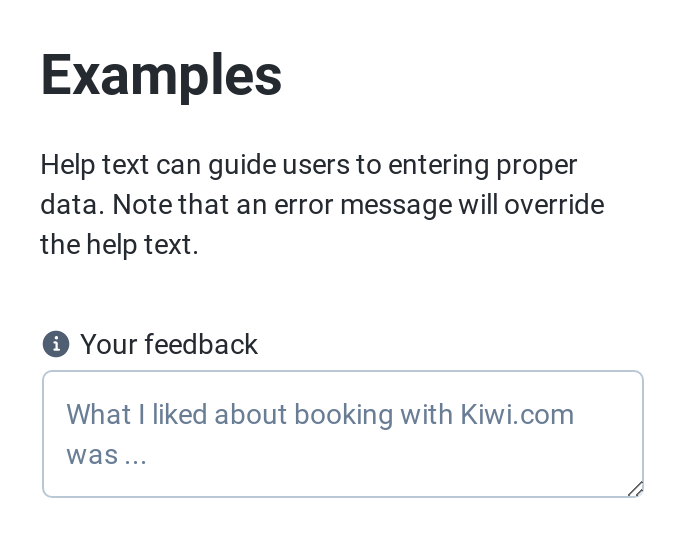 Examples
Help text can guide users to entering proper
data. Note that an error message will override
the help text.
Your feedback
What I liked about booking with Kiwi.com
was ...